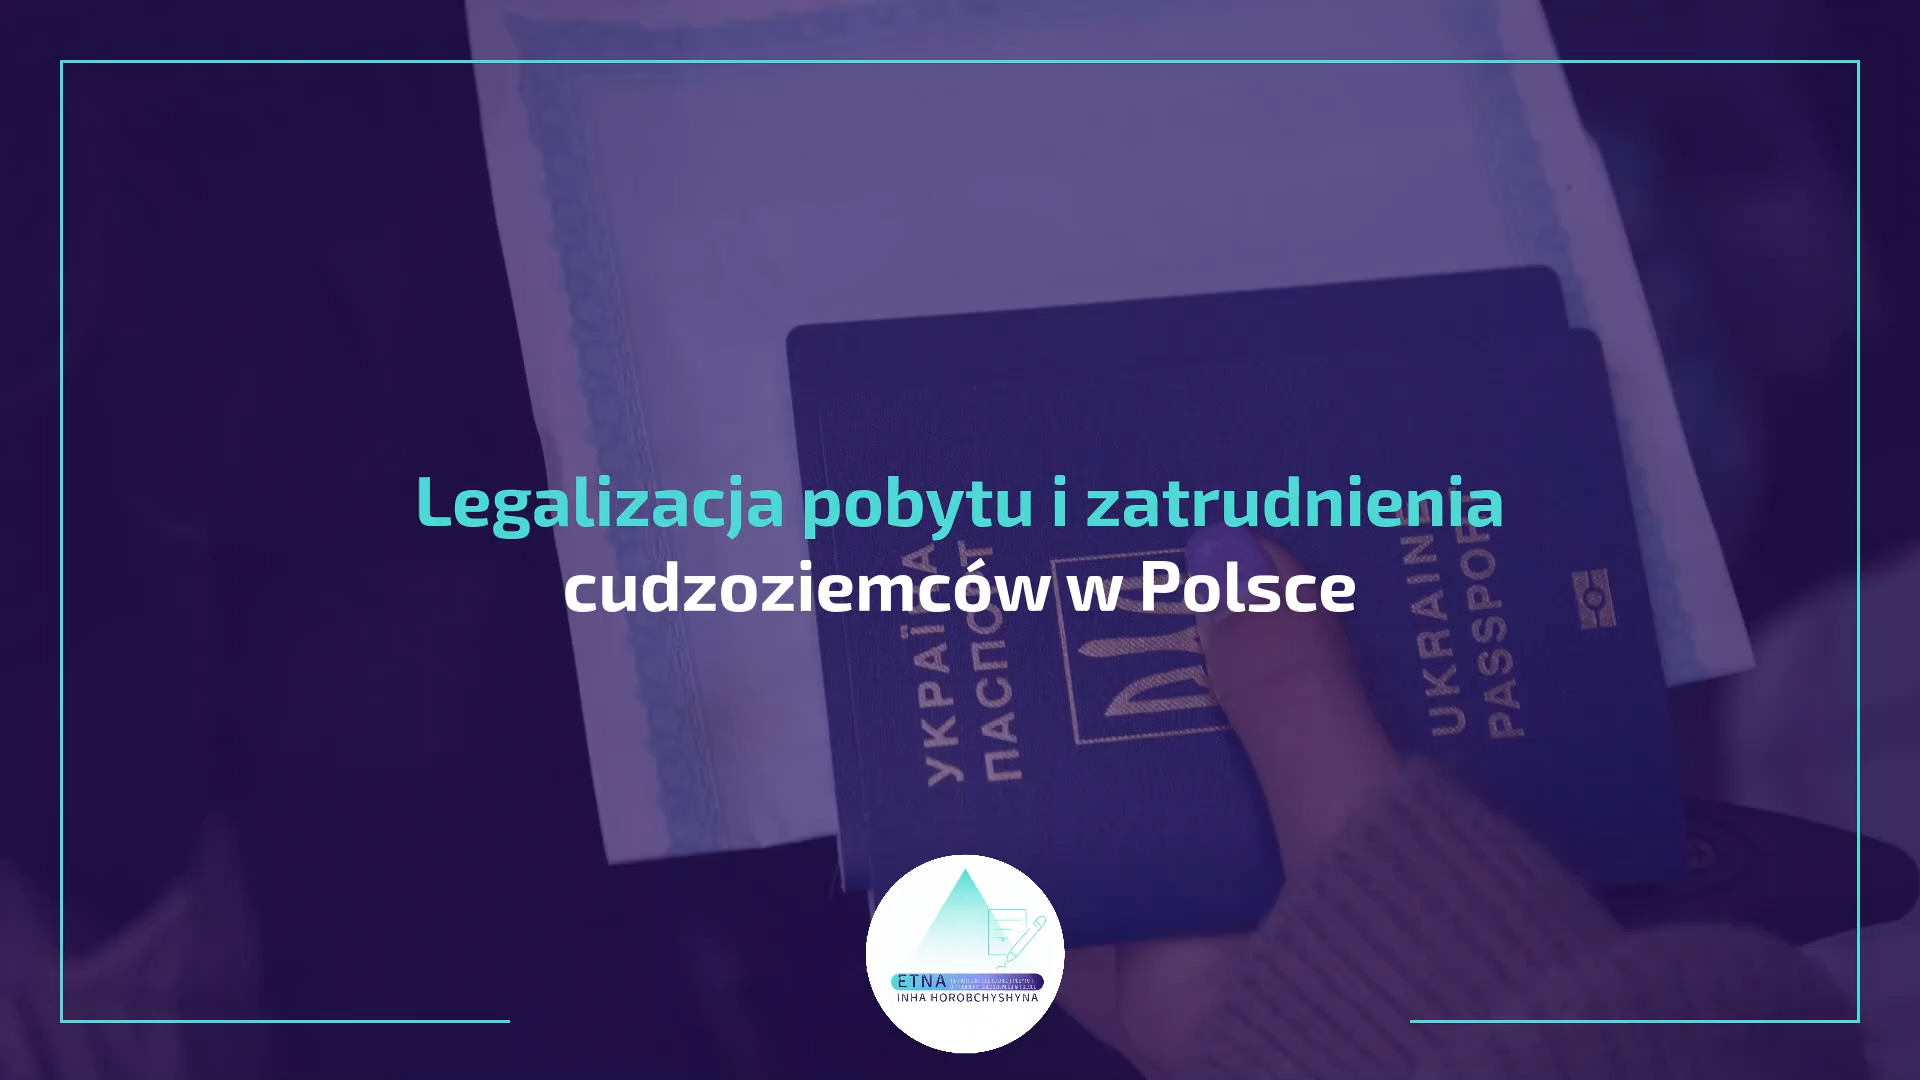 Legalizacja pobytu i zatrudnienia
cudzoziemców w Polsce
УКРАЇНА
ПАСПОРТ
UKRAINE
PASSPORT
ETNA
INHA HOROBCHYSHYNA